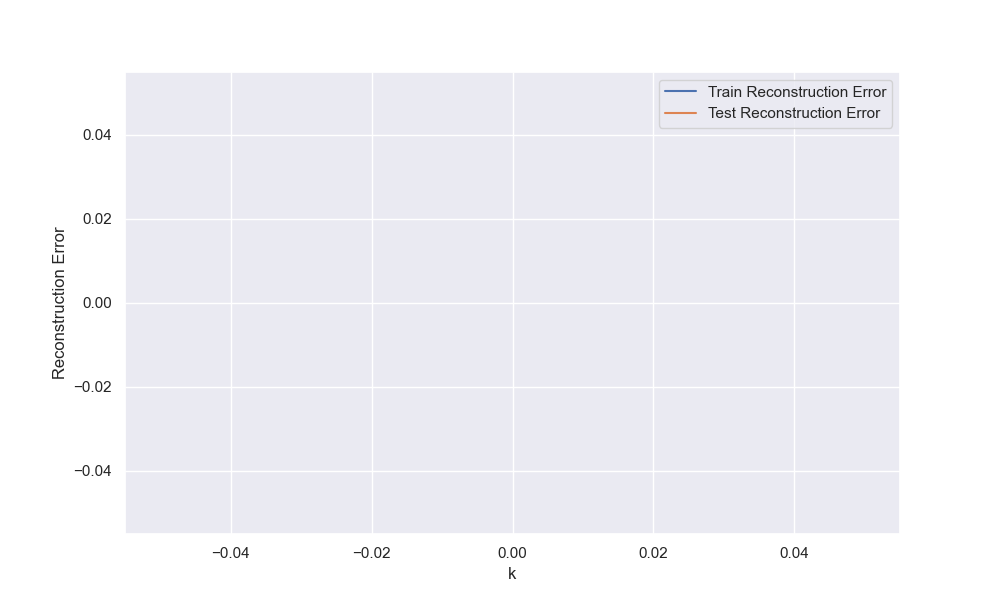 Train Reconstruction Error
Test Reconstruction Error
0.04
0.02
0.00
−0.02
−0.04
Reconstruction Error
−0.04 −0.02 0.00 0.02 0.04
k